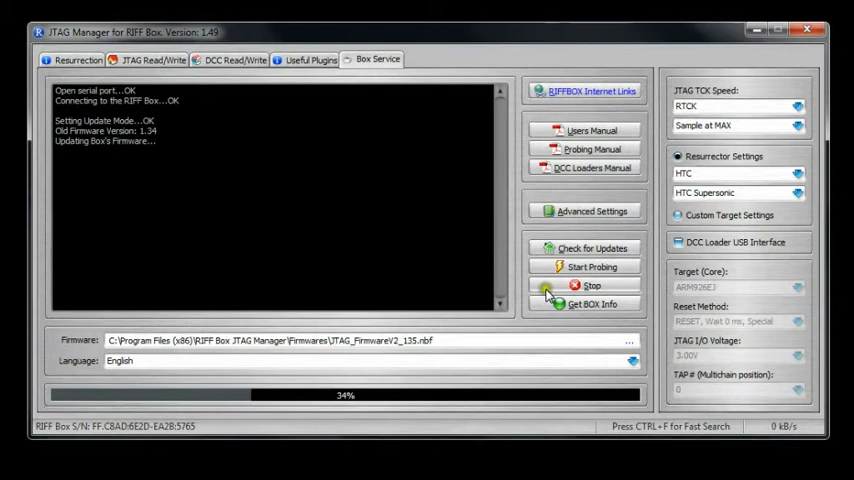 JTAG Manager for RIFF Box. Version: 1.49
Resurrection
JTAG Read/Write
DCC Read/Write
Useful Plugins
Box Service
Open serial port...OK
Connecting to the RIFF Box...OK
Setting Update Mode...OK
Old Firmware Version: 1.34
Updating Box's Firmware...
RIFFBOX Internet Links
Users Manual
Probing Manual
DCC Loaders Manual
Advanced Settings
Check for Updates
Start Probing
Stop
Get BOX Info
JTAG TCK Speed:
RTCK
Sample at MAX
Resurrector Settings
HTC
HTC Supersonic
Custom Target Settings
DCC Loader USB Interface
Target (Core):
ARM926EJ
Reset Method:
RESET, Wait 0 ms, Special
JTAG I/O Voltage:
3.00V
TAP# (Multichain position):
0
Firmware: C:\Program Files (x86)\RIFF Box JTAG Manager\Firmwares\JTAG_FirmwareV2_135.nbf ...
Language: English
34%
RIFF Box S/N: FF.C8AD:6E2D-EA2B:5765
Press CTRL+F for Fast Search
0 kB/s